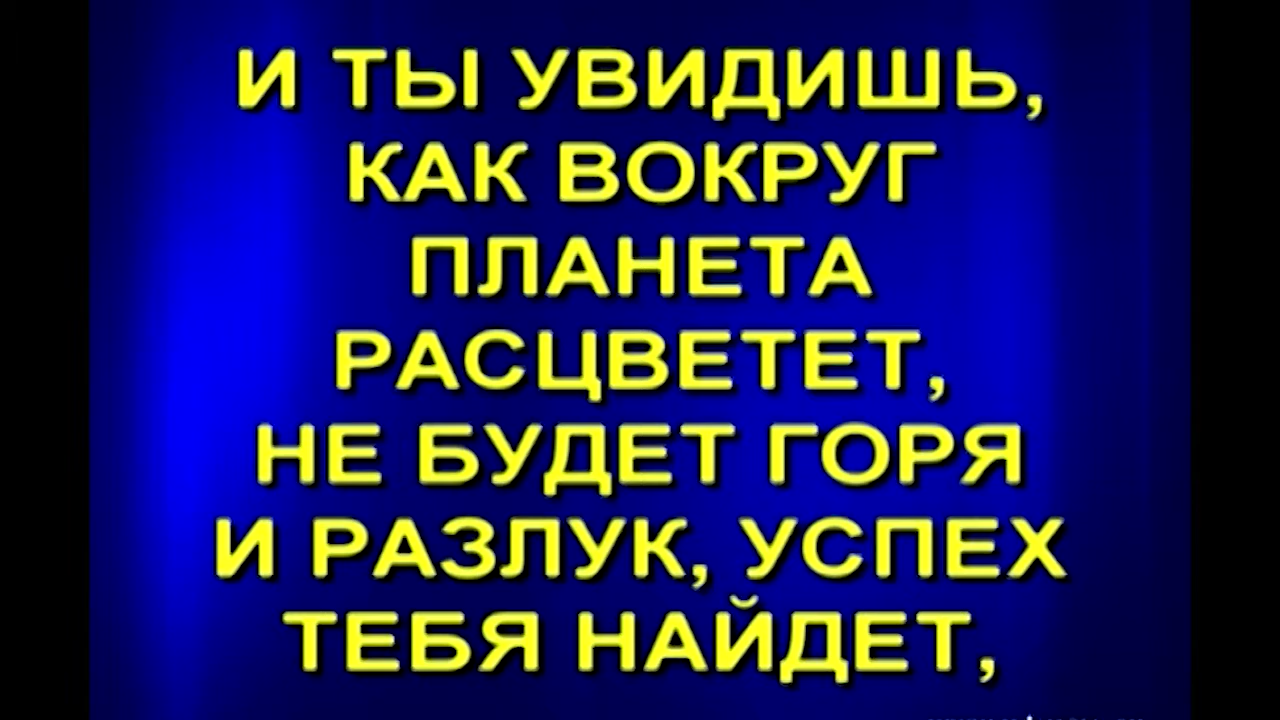 И ТЫ УВИДИШЬ,
КАК ВОКРУГ
ПЛАНЕТА
РАСЦВЕТЕТ,
НЕ БУДЕТ ГОРЯ
И РАЗЛУК, УСПЕХ
ТЕБЯ НАЙДЕТ,